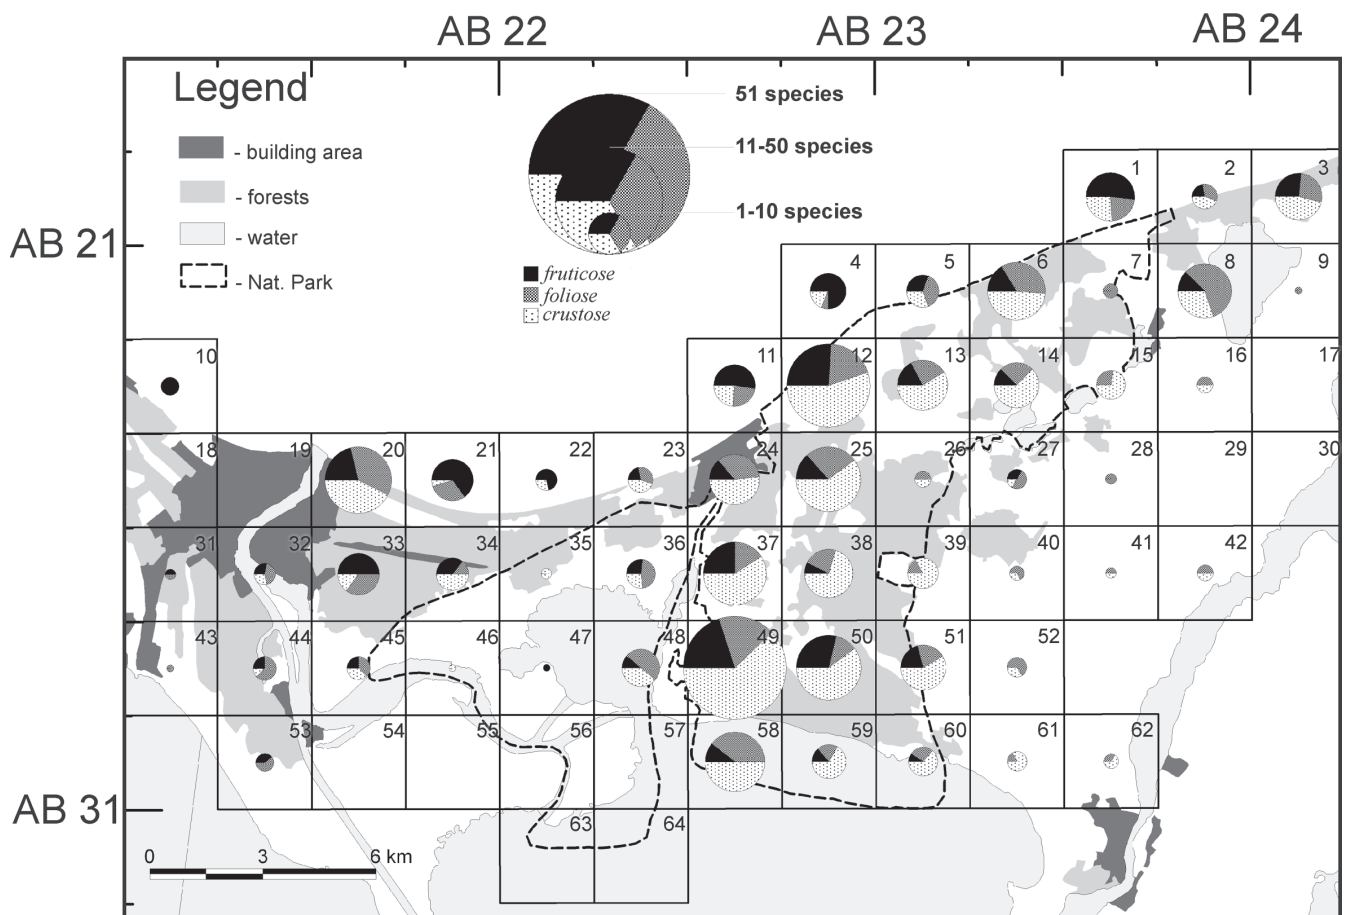 AB 22 AB 23 AB 24
Legend
51 species
- building area
11-50 species
1 2 3
- forests
1-10 species
- water
AB 21
4 5 6 7 8 9
- Nat. Park
fruticose
foliose
crustose
10 11 12 13 14 15 16 17
18 19 20 21 22 23 24 25 26 27 28 29 30
31 32 33 34 35 36 37 38 39 40 41 42
43 44 45 46 47 48 49 50 51 52
53 54 55 56 57 58 59 60 61 62
AB 31
63 64
0 3 6 km